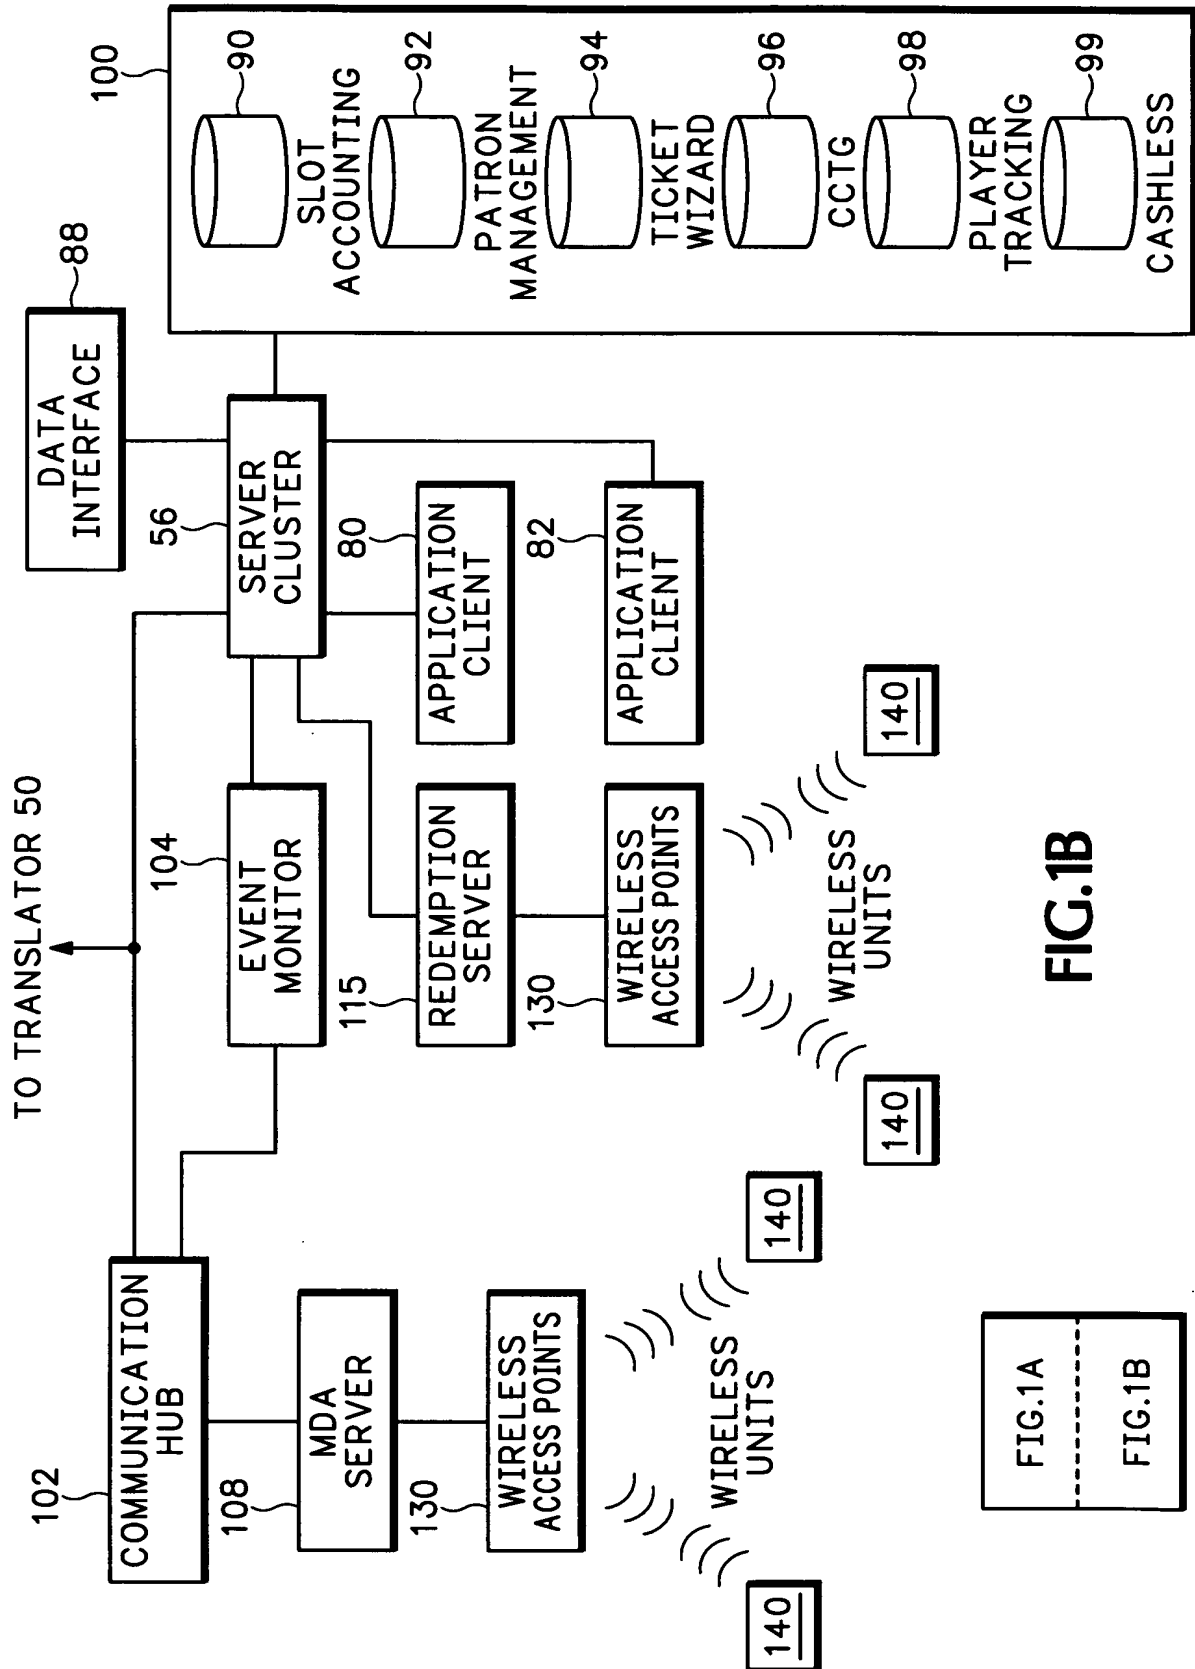 TO TRANSLATOR 50
102
COMMUNICATION
HUB
108
MDA
SERVER
130
WIRELESS
ACCESS POINTS
140
WIRELESS
UNITS
140
104
EVENT
MONITOR
115
REDEMPTION
SERVER
130
WIRELESS
ACCESS POINTS
140
WIRELESS
UNITS
140
56
SERVER
CLUSTER
80
APPLICATION
CLIENT
82
APPLICATION
CLIENT
DATA
INTERFACE
88
100
90
SLOT
ACCOUNTING
92
PATRON
MANAGEMENT
94
TICKET
WIZARD
96
CCTG
98
PLAYER
TRACKING
99
CASHLESS
FIG.1A
FIG.1B
FIG.1B